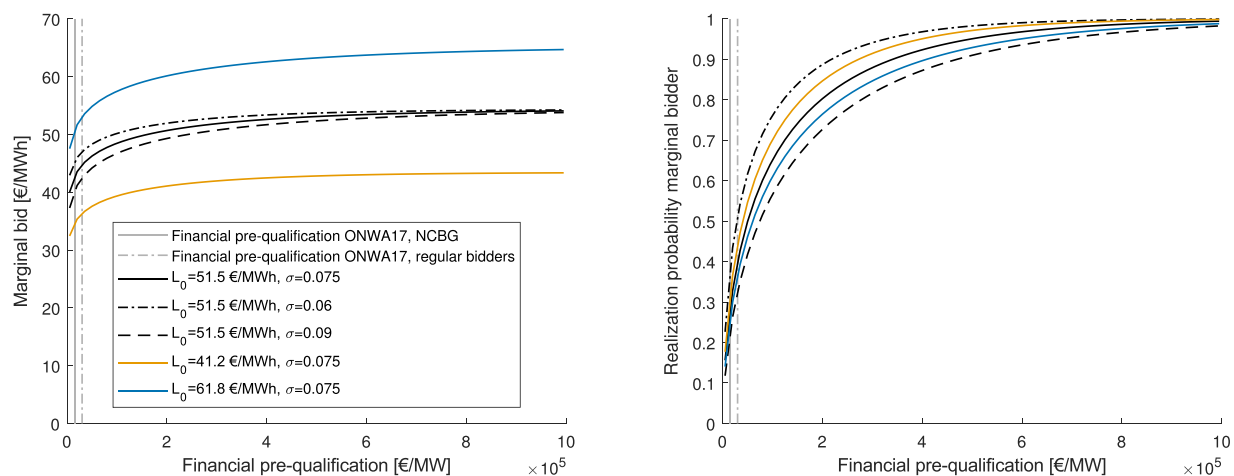 70
60
50
40
30
20
10
0
Marginal bid [€/MWh]
Financial pre-qualification ONWA17, NCBG
Financial pre-qualification ONWA17, regular bidders
L0=51.5 €/MWh, σ=0.075
L0=51.5 €/MWh, σ=0.06
L0=51.5 €/MWh, σ=0.09
L0=41.2 €/MWh, σ=0.075
L0=61.8 €/MWh, σ=0.075
0 2 4 6 8 10
Financial pre-qualification [€/MW] × 10^5
1
0.9
0.8
0.7
0.6
0.5
0.4
0.3
0.2
0.1
0
Realization probability marginal bidder
0 2 4 6 8 10
Financial pre-qualification [€/MW] × 10^5